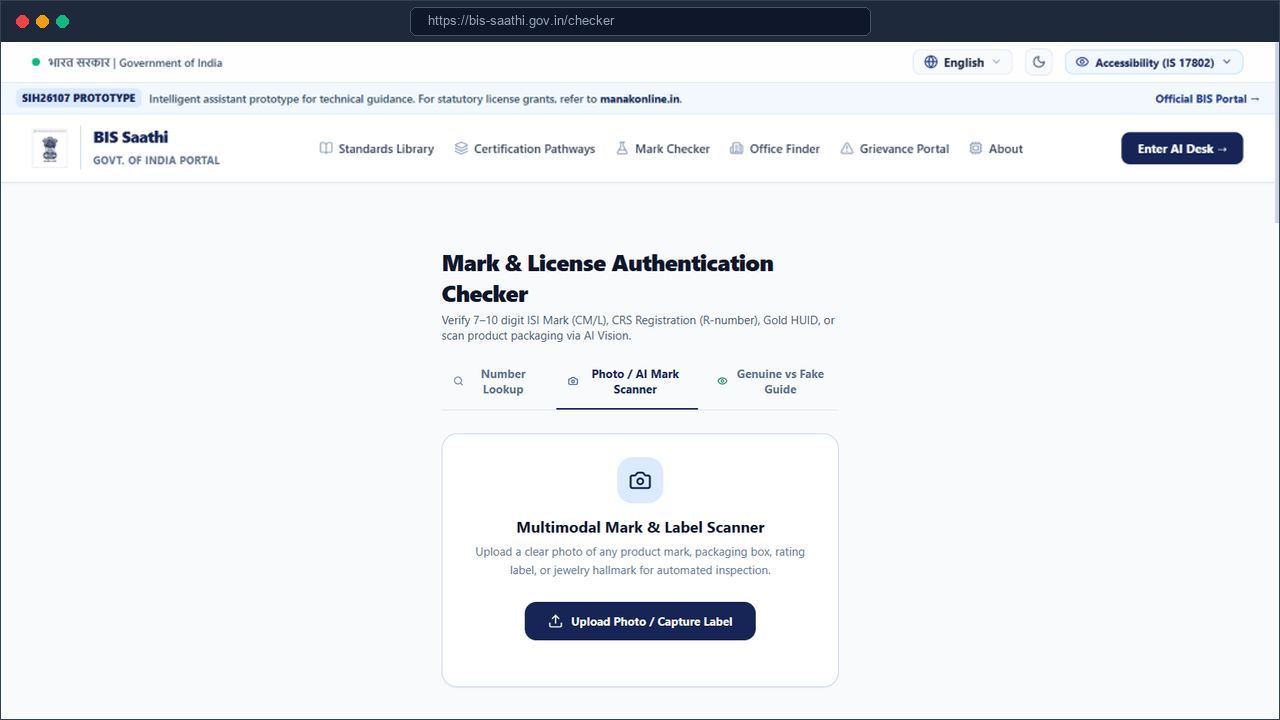 https://bis-saathi.gov.in/checker
भारत सरकार | Government of India
English
Accessibility (IS 17802)
SIH26107 PROTOTYPE
Intelligent assistant prototype for technical guidance. For statutory license grants, refer to manakonline.in.
Official BIS Portal →
BIS Saathi
GOVT. OF INDIA PORTAL
Standards Library
Certification Pathways
Mark Checker
Office Finder
Grievance Portal
About
Enter AI Desk →
Mark & License Authentication
Checker
Verify 7–10 digit ISI Mark (CM/L), CRS Registration (R-number), Gold HUID, or
scan product packaging via AI Vision.
Number
Lookup
Photo / AI Mark
Scanner
Genuine vs Fake
Guide
Multimodal Mark & Label Scanner
Upload a clear photo of any product mark, packaging box, rating
label, or jewelry hallmark for automated inspection.
Upload Photo / Capture Label